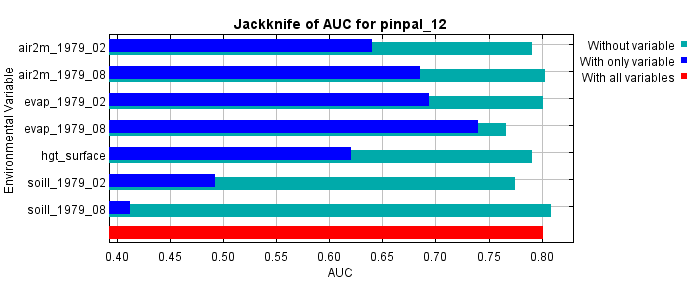 Jackknife of AUC for pinpal_12
Environmental Variable
air2m_1979_02
air2m_1979_08
evap_1979_02
evap_1979_08
hgt_surface
soill_1979_02
soill_1979_08
0.40 0.45 0.50 0.55 0.60 0.65 0.70 0.75 0.80
AUC
Without variable
With only variable
With all variables